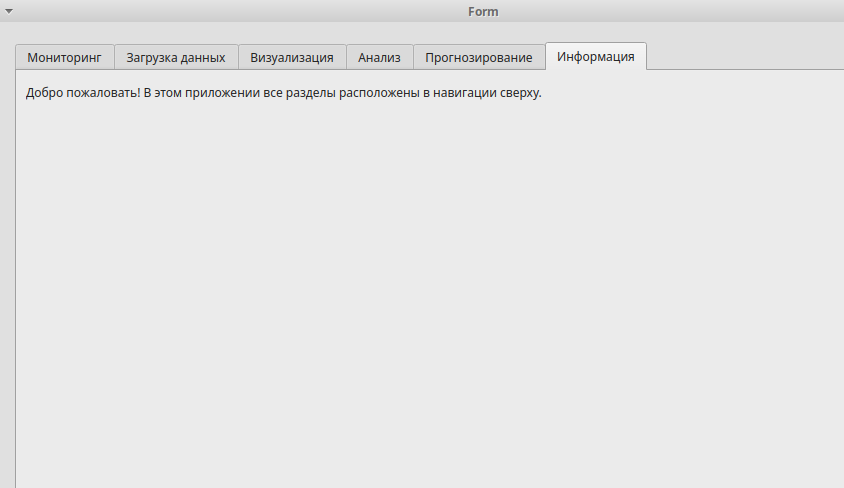 Form
Мониторинг Загрузка данных Визуализация Анализ Прогнозирование Информация
Добро пожаловать! В этом приложении все разделы расположены в навигации сверху.